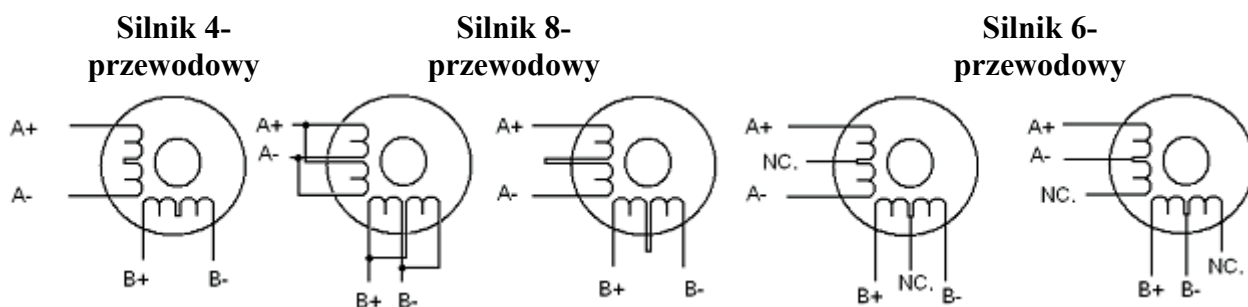 Silnik 4-
przewodowy
Silnik 8-
przewodowy
Silnik 6-
przewodowy
A+
A-
B+
B-
A+
A-
B+
B-
A+
A-
B+
B-
A+
NC.
A-
B+
NC.
B-
A+
A-
NC.
B+
B-
NC.